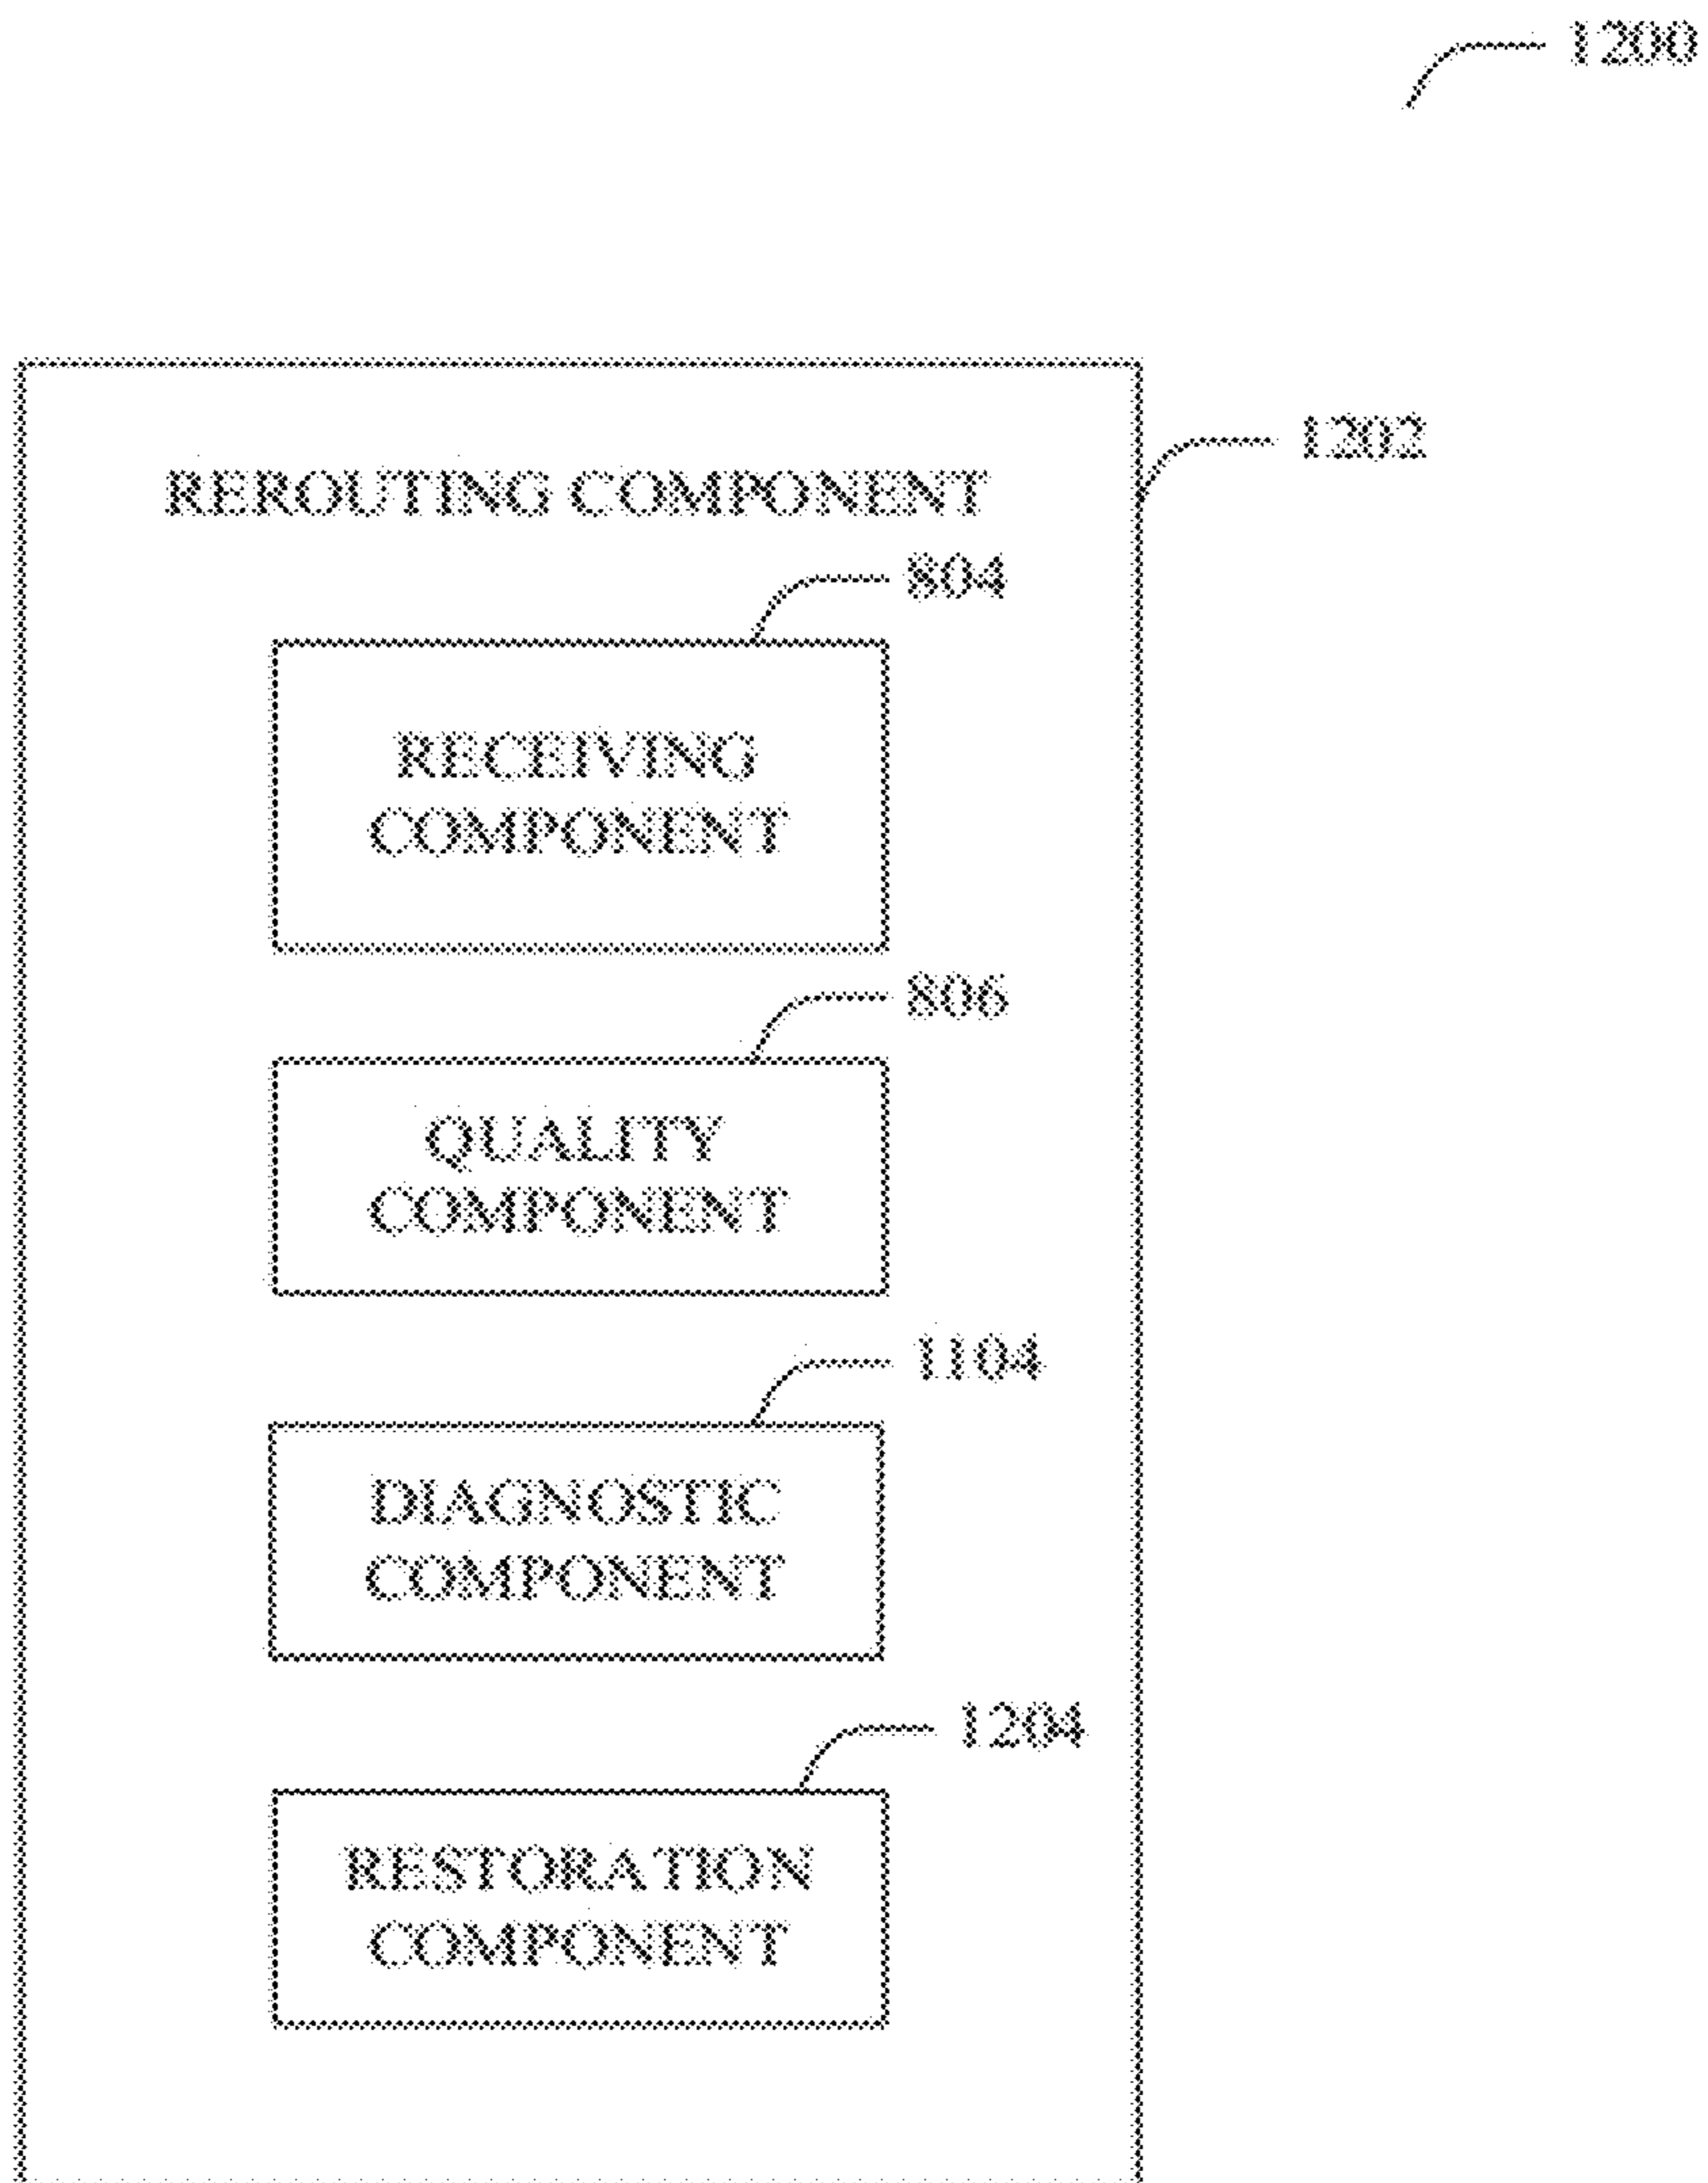 1200
1202
REROUTING COMPONENT
804
RECEIVING
COMPONENT
806
QUALITY
COMPONENT
1104
DIAGNOSTIC
COMPONENT
1204
RESTORATION
COMPONENT